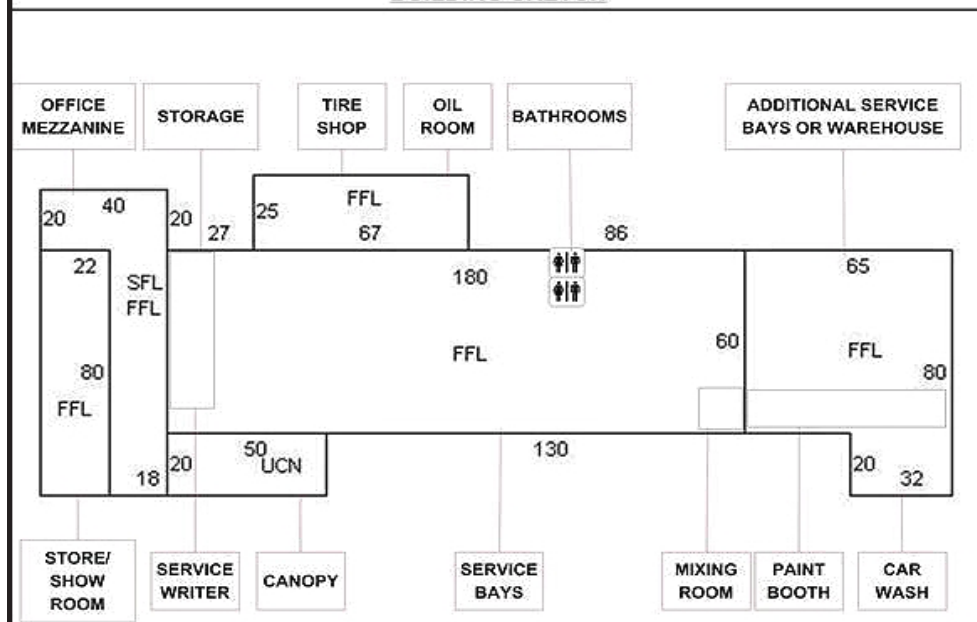 OFFICE
MEZZANINE
STORAGE
TIRE
SHOP
OIL
ROOM
BATHROOMS
ADDITIONAL SERVICE
BAYS OR WAREHOUSE
40
20
20
27
25
FFL
67
86
22
SFL
FFL
180
65
FFL
60
FFL
80
80
FFL
18
20
50
UCN
130
20
32
STORE/
SHOW
ROOM
SERVICE
WRITER
CANOPY
SERVICE
BAYS
MIXING
ROOM
PAINT
BOOTH
CAR
WASH